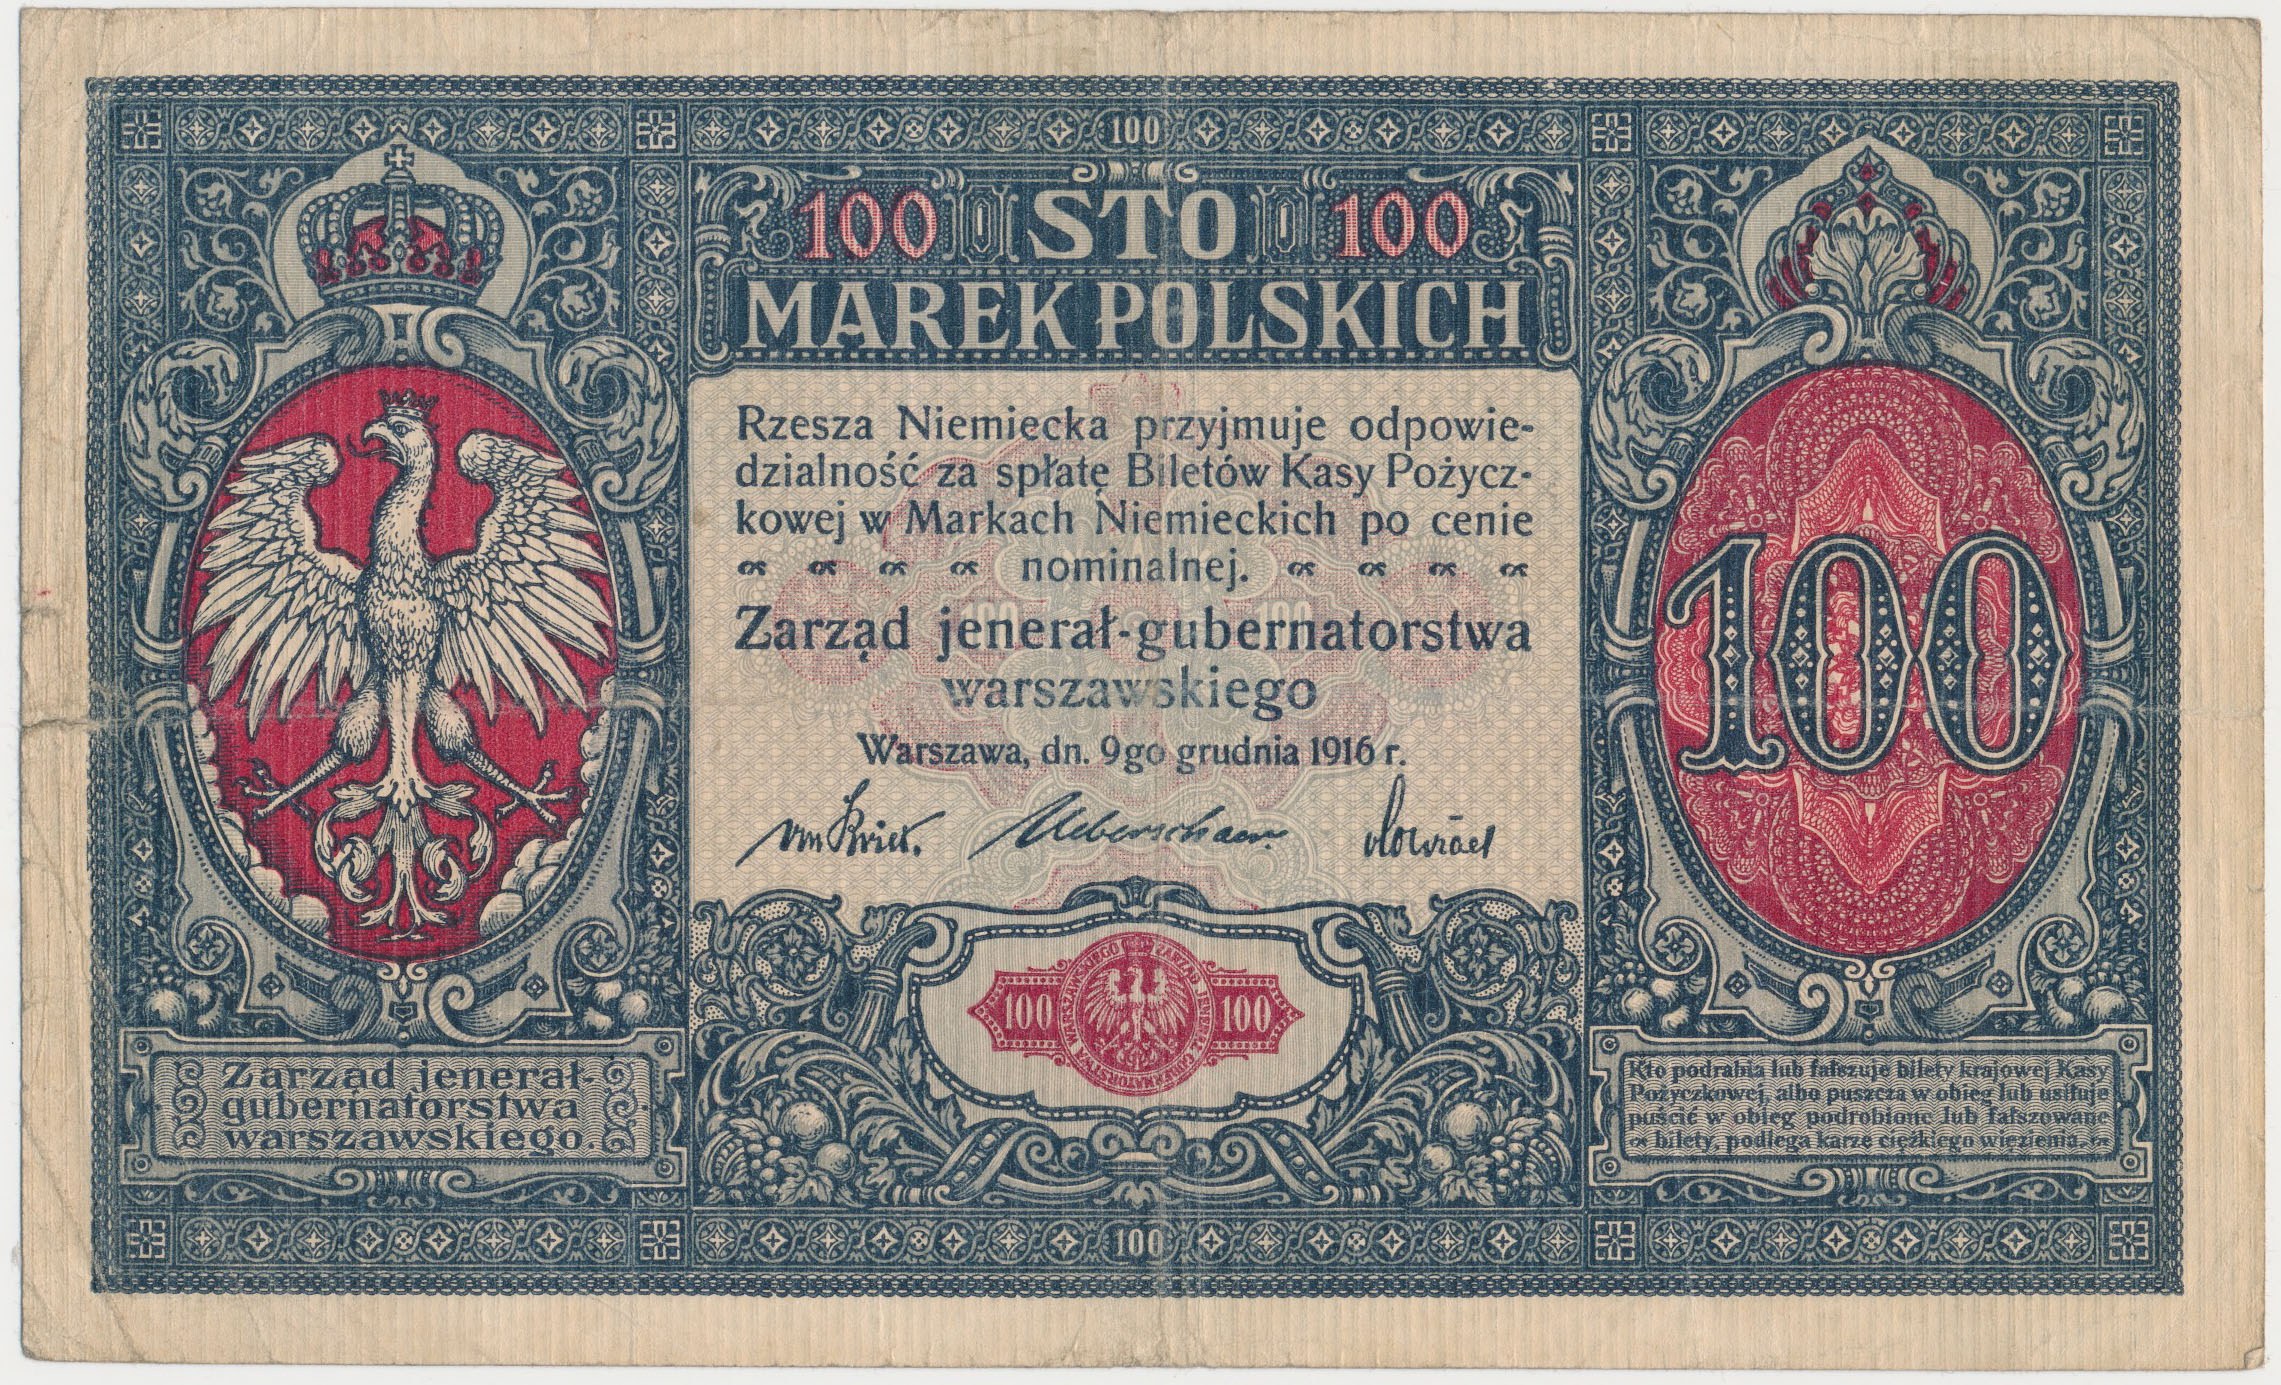 100
100 STO 100
MAREK POLSKICH
Rzesza Niemiecka przyjmuje odpowie-
dzialność za spłatę Biletów Kasy Pożycz-
kowej w Markach Niemieckich po cenie
nominalnej.
Zarząd jenerał-gubernatorstwa
warszawskiego
Warszawa, dn. 9go grudnia 1916 r.
100
100 100
Zarząd jenerał-
gubernatorstwa
warszawskiego.
Kto podrabia lub fałszuje bilety krajowej Kasy
Pożyczkowej, albo puszcza w obieg lub usiłuje
puścić w obieg podrobione lub fałszowane
bilety, podlega karze ciężkiego więzienia.
100